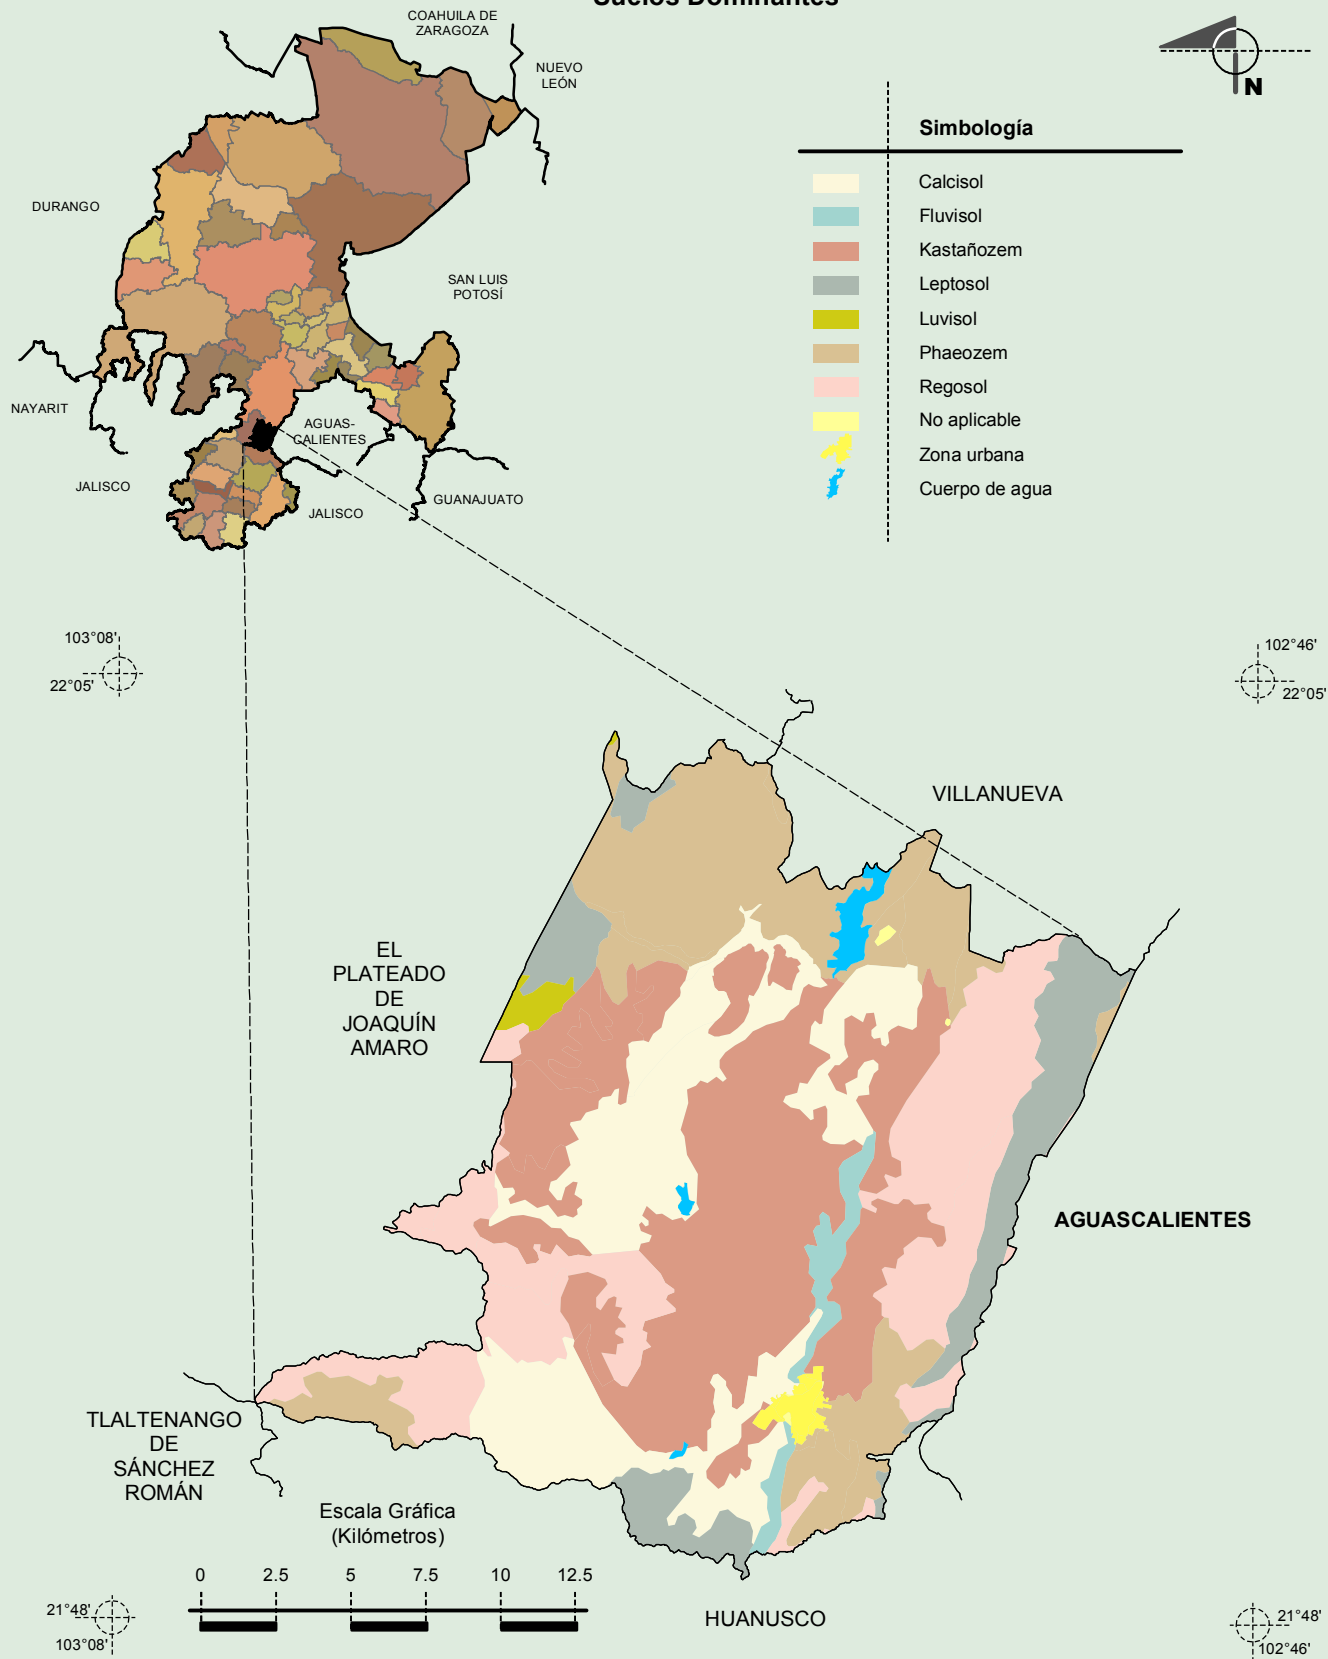 Suelos Dominantes
COAHUILA DE
ZARAGOZA
NUEVO
LEÓN
N
DURANGO
SAN LUIS
POTOSÍ
NAYARIT
AGUAS-
CALIENTES
JALISCO
JALISCO
GUANAJUATO
Simbología
Calcisol
Fluvisol
Kastañozem
Leptosol
Luvisol
Phaeozem
Regosol
No aplicable
Zona urbana
Cuerpo de agua
103°08'
22°05'
102°46'
22°05'
VILLANUEVA
EL
PLATEADO
DE
JOAQUÍN
AMARO
AGUASCALIENTES
TLALTENANGO
DE
SÁNCHEZ
ROMÁN
Escala Gráfica
(Kilómetros)
0 2.5 5 7.5 10 12.5
HUANUSCO
21°48'
103°08'
21°48'
102°46'